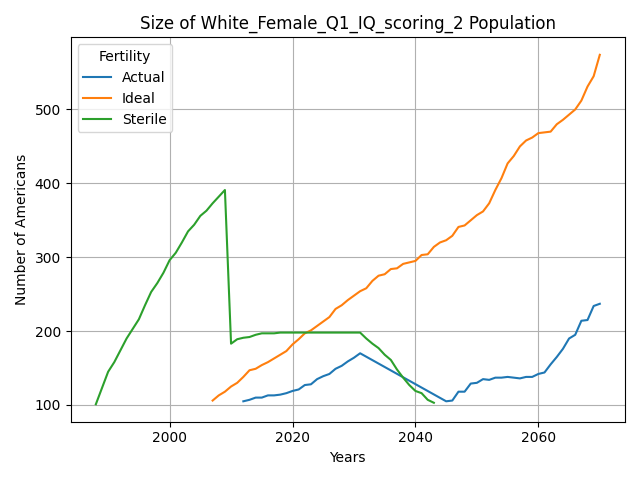 Size of White_Female_Q1_IQ_scoring_2 Population
Fertility
Actual
Ideal
Sterile
Number of Americans
500
400
300
200
100
2000
2020
2040
2060
Years